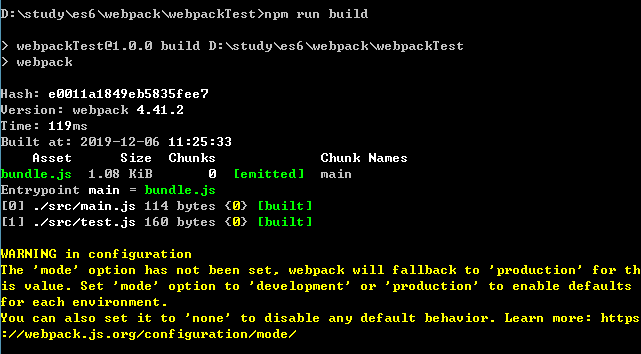 D:\study\es6\webpack\webpackTest>npm run build
> webpackTest@1.0.0 build D:\study\es6\webpack\webpackTest
> webpack
Hash: e0011a1849eb5835fee7
Version: webpack 4.41.2
Time: 119ms
Built at: 2019-12-06 11:25:33
Asset Size Chunks Chunk Names
bundle.js 1.08 KiB 0 [emitted] main
Entrypoint main = bundle.js
[0] ./src/main.js 114 bytes {0} [built]
[1] ./src/test.js 160 bytes {0} [built]
WARNING in configuration
The 'mode' option has not been set, webpack will fallback to 'production' for th
is value. Set 'mode' option to 'development' or 'production' to enable defaults
for each environment.
You can also set it to 'none' to disable any default behavior. Learn more: https
://webpack.js.org/configuration/mode/